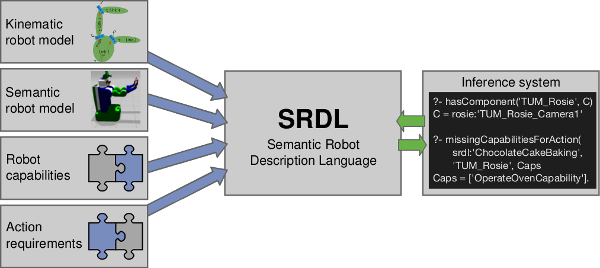 Kinematic
robot model
Semantic
robot model
Robot
capabilities
Action
requirements
SRDL
Semantic Robot
Description Language
Inference system
?- hasComponent('TUM_Rosie', C)
C = rosie:'TUM_Rosie_Camera1'
?- missingCapabilitiesForAction(
srdl:'ChocolateCakeBaking',
'TUM_Rosie', Caps
Caps = ['OperateOvenCapability'].